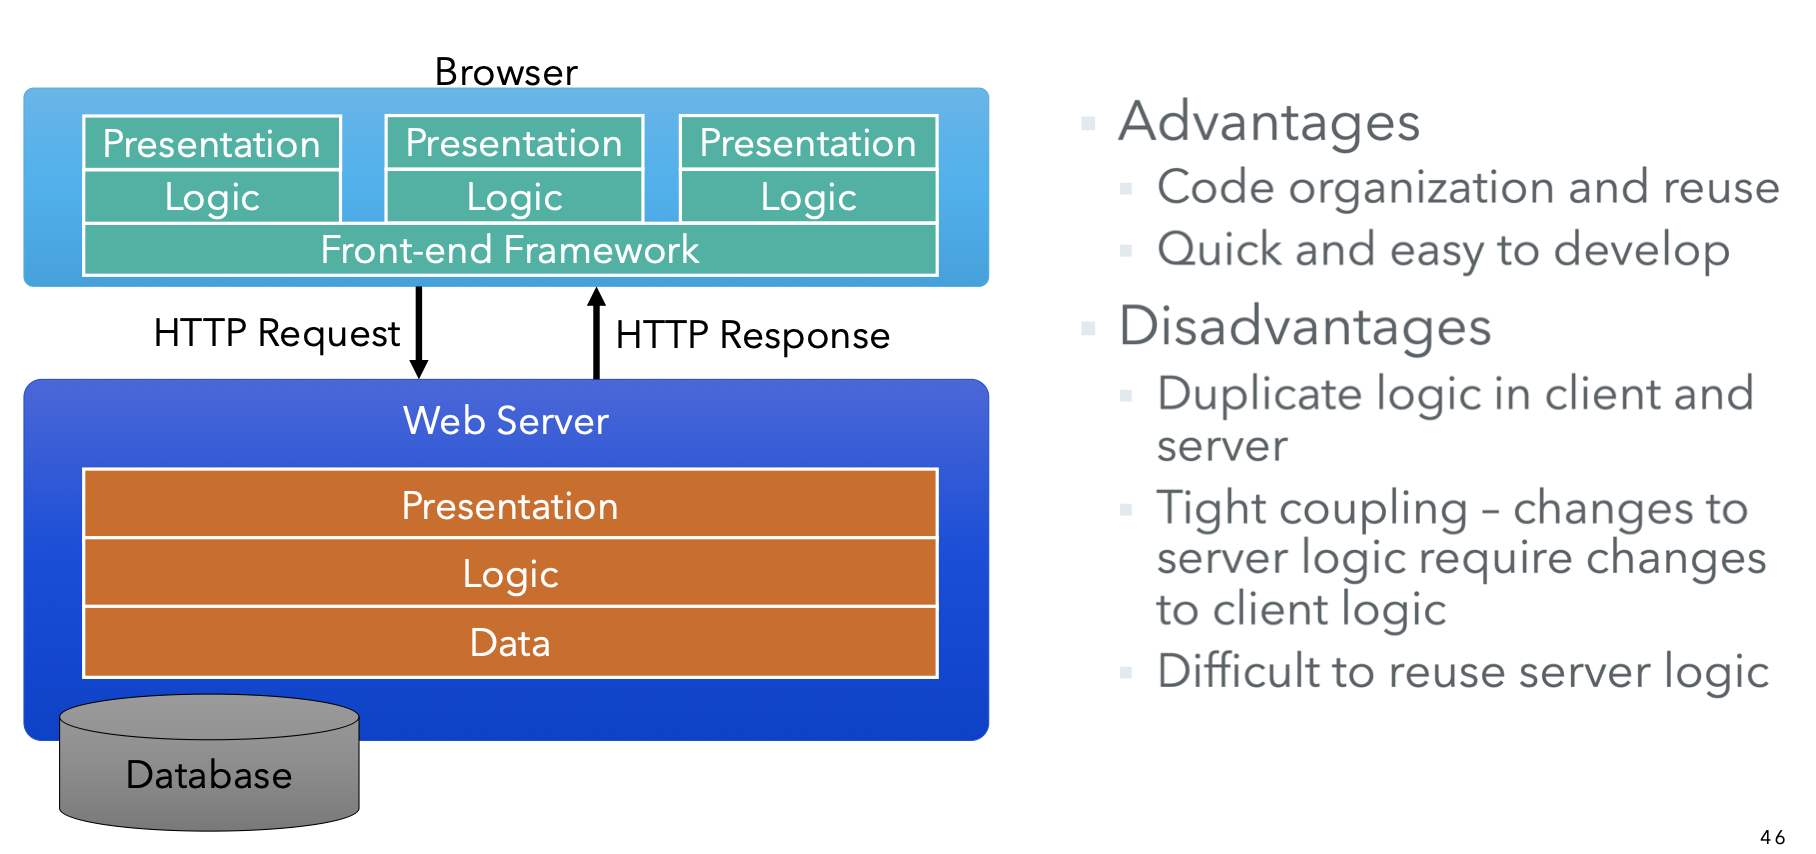 Browser
Presentation
Presentation
Presentation
Logic
Logic
Logic
Front-end Framework
HTTP Request
HTTP Response
Web Server
Presentation
Logic
Data
Database
Advantages
Code organization and reuse
Quick and easy to develop
Disadvantages
Duplicate logic in client and
server
Tight coupling – changes to
server logic require changes
to client logic
Difficult to reuse server logic
46